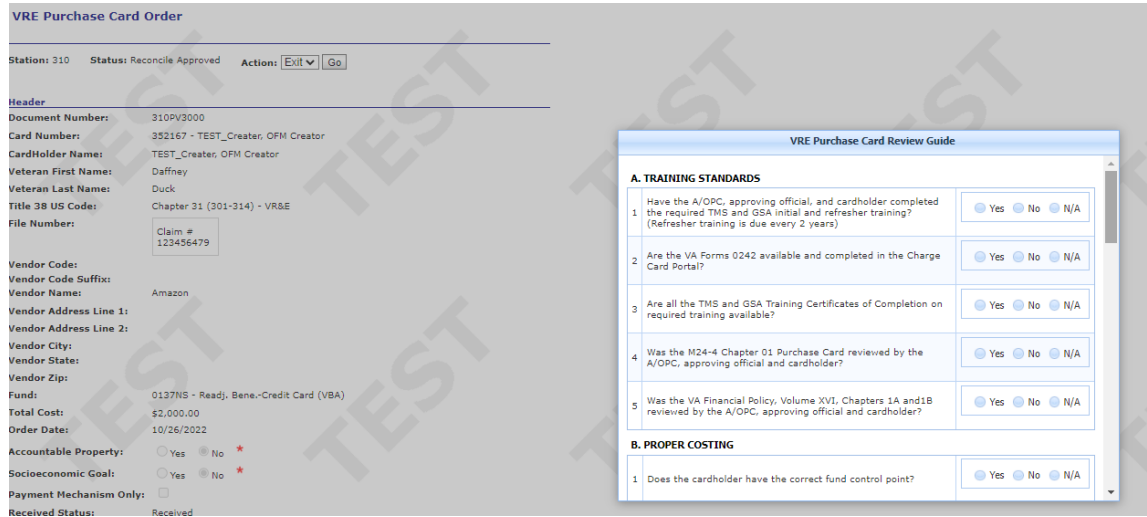 VRE Purchase Card Order
Station: 310 Status: Reconcile Approved Action: Exit Go
Header
Document Number: 310PV3000
Card Number: 352167 - TEST_Creater, OFM Creator
CardHolder Name: TEST_Creater, OFM Creator
Veteran First Name: Daffney
Veteran Last Name: Duck
Title 38 US Code: Chapter 31 (301-314) - VR&E
File Number:
Claim #
123456479
Vendor Code:
Vendor Code Suffix:
Vendor Name: Amazon
Vendor Address Line 1:
Vendor Address Line 2:
Vendor City:
Vendor State:
Vendor Zip:
Fund: 0137NS - Readj. Bene.-Credit Card (VBA)
Total Cost: $2,000.00
Order Date: 10/26/2022
Accountable Property: Yes No *
Socioeconomic Goal: Yes No *
Payment Mechanism Only:
Received Status: Received
VRE Purchase Card Review Guide
A. TRAINING STANDARDS
1 Have the A/OPC, approving official, and cardholder completed
the required TMS and GSA initial and refresher training?
(Refresher training is due every 2 years)
Yes No N/A
2 Are the VA Forms 0242 available and completed in the Charge
Card Portal?
Yes No N/A
3 Are all the TMS and GSA Training Certificates of Completion on
required training available?
Yes No N/A
4 Was the M24-4 Chapter 01 Purchase Card reviewed by the
A/OPC, approving official and cardholder?
Yes No N/A
5 Was the VA Financial Policy, Volume XVI, Chapters 1A and1B
reviewed by the A/OPC, approving official and cardholder?
Yes No N/A
B. PROPER COSTING
1 Does the cardholder have the correct fund control point?
Yes No N/A
TEST
TEST
TEST
TEST
TEST
TEST